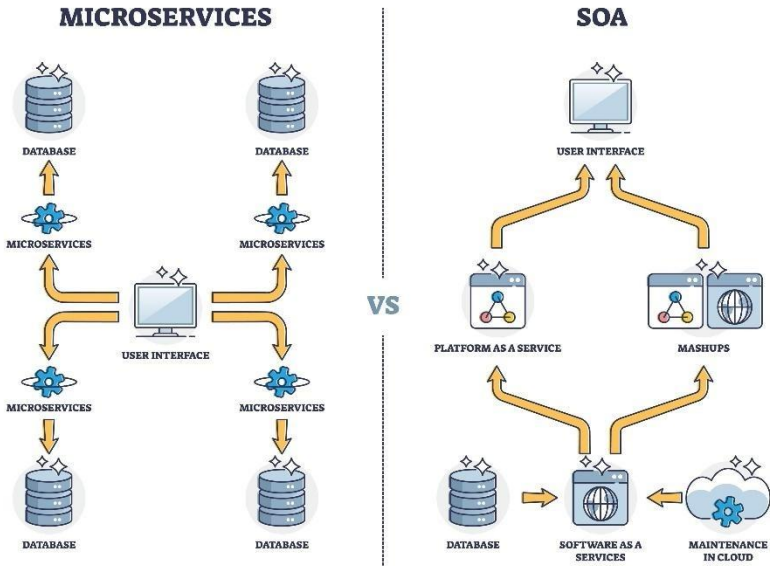 MICROSERVICES
SOA
DATABASE
DATABASE
USER INTERFACE
MICROSERVICES
MICROSERVICES
VS
USER INTERFACE
PLATFORM AS A SERVICE
MASHUPS
MICROSERVICES
MICROSERVICES
DATABASE
DATABASE
DATABASE
SOFTWARE AS A
SERVICES
MAINTENANCE
IN CLOUD